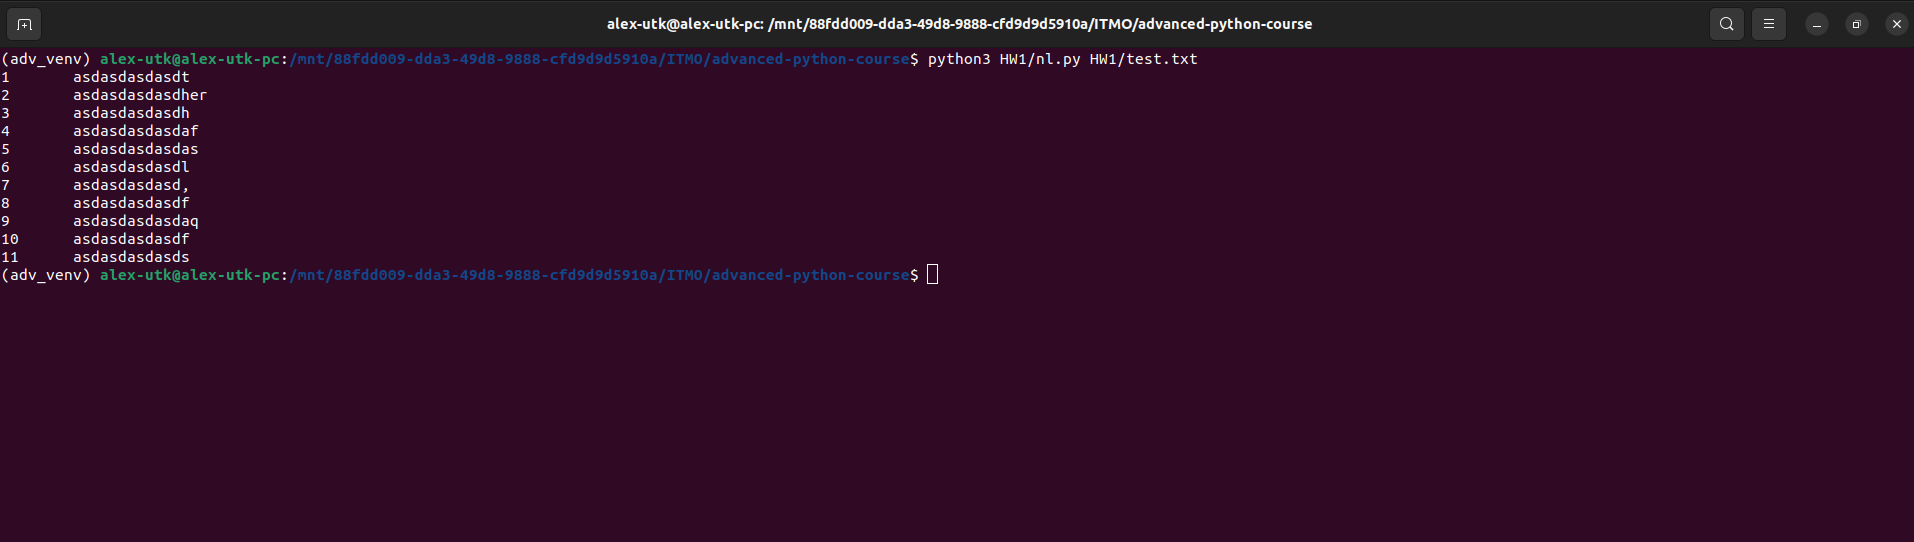 alex-utk@alex-utk-pc: /mnt/88fdd009-dda3-49d8-9888-cfd9d9d5910a/ITMO/advanced-python-course
(adv_venv) alex-utk@alex-utk-pc:/mnt/88fdd009-dda3-49d8-9888-cfd9d9d5910a/ITMO/advanced-python-course$ python3 HW1/nl.py HW1/test.txt
1	asdasdasdasdt
2	asdasdasdasdher
3	asdasdasdasdh
4	asdasdasdasdaf
5	asdasdasdasdas
6	asdasdasdasdl
7	asdasdasdasd,
8	asdasdasdasdf
9	asdasdasdasdaq
10	asdasdasdasdf
11	asdasdasdasds
(adv_venv) alex-utk@alex-utk-pc:/mnt/88fdd009-dda3-49d8-9888-cfd9d9d5910a/ITMO/advanced-python-course$